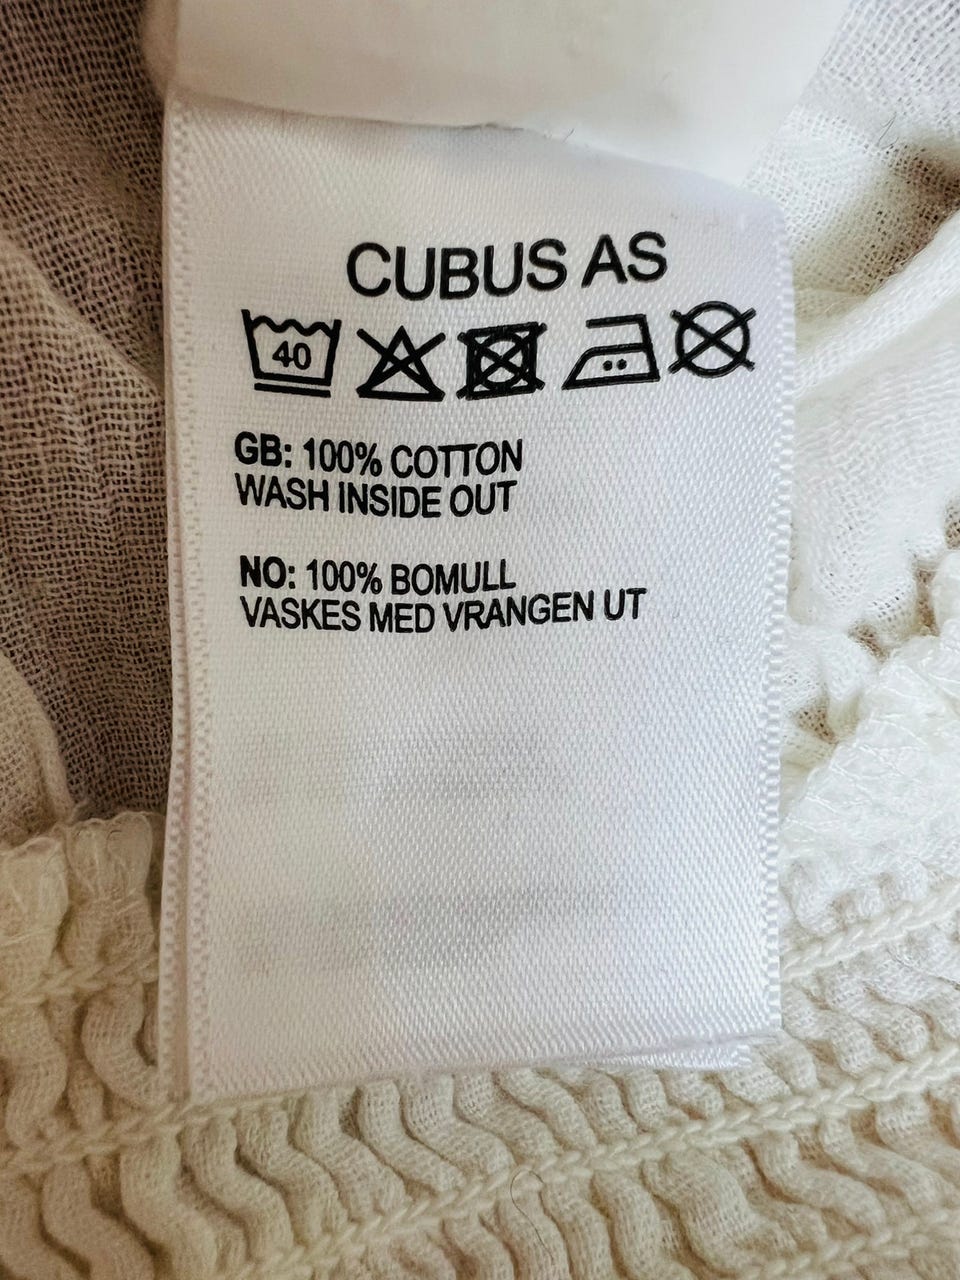 CUBUS AS
40
GB: 100% COTTON
WASH INSIDE OUT
NO: 100% BOMULL
VASKES MED VRANGEN UT